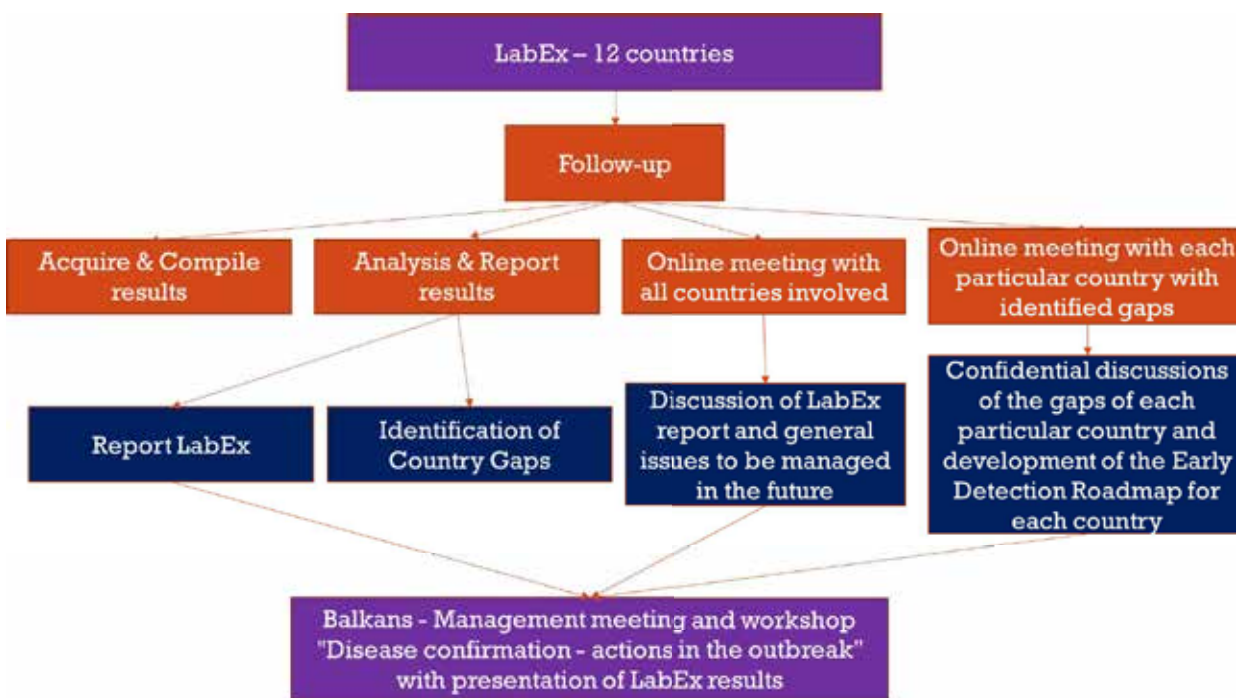 LabEx – 12 countries
Follow-up
Acquire & Compile
results
Analysis & Report
results
Online meeting with
all countries involved
Online meeting with each
particular country with
identified gaps
Report LabEx
Identification of
Country Gaps
Discussion of LabEx
report and general
issues to be managed
in the future
Confidential discussions
of the gaps of each
particular country and
development of the Early
Detection Roadmap for
each country
Balkans - Management meeting and workshop
"Disease confirmation - actions in the outbreak"
with presentation of LabEx results